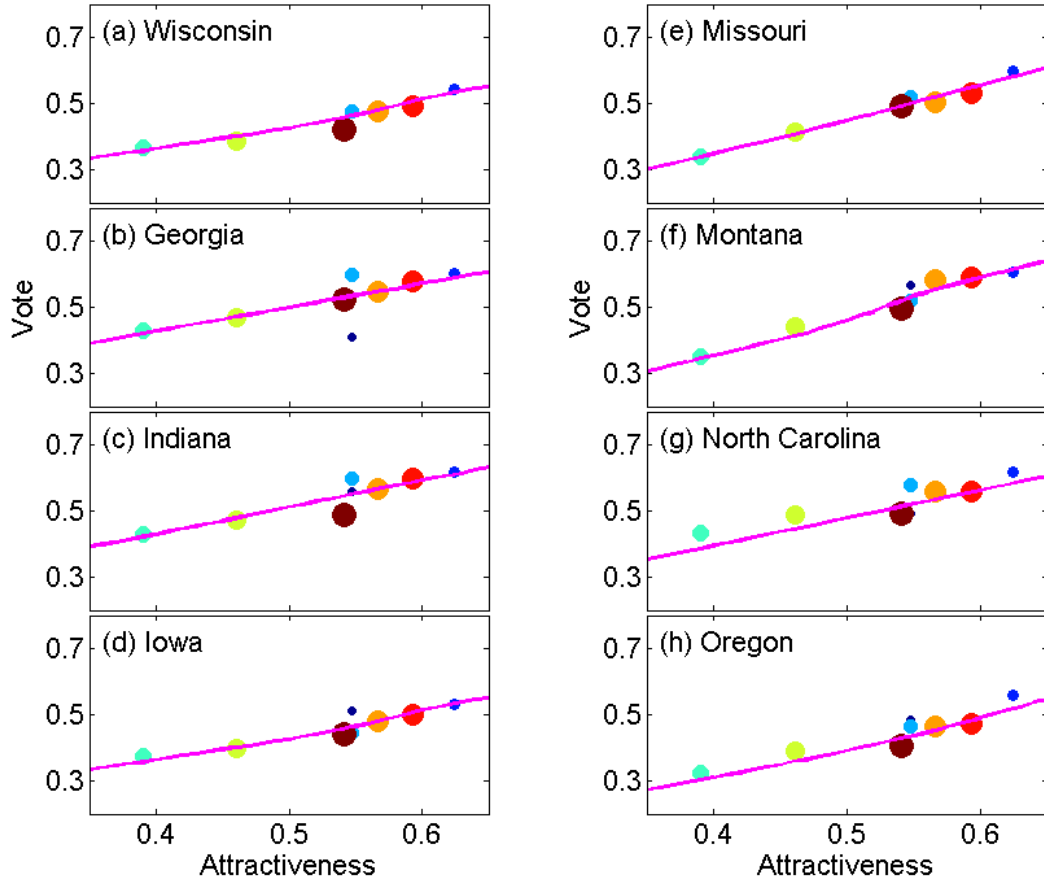 0.7
(a) Wisconsin
0.5
0.3
0.7
(b) Georgia
0.5
0.3
Vote
0.7
(c) Indiana
0.5
0.3
0.7
(d) Iowa
0.5
0.3
0.4 0.5 0.6
Attractiveness
0.7
(e) Missouri
0.5
0.3
0.7
(f) Montana
0.5
0.3
Vote
0.7
(g) North Carolina
0.5
0.3
0.7
(h) Oregon
0.5
0.3
0.4 0.5 0.6
Attractiveness